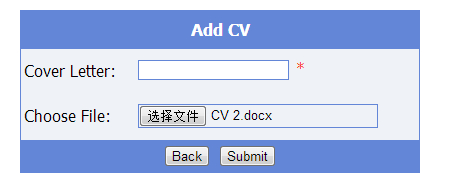 Add CV
Cover Letter: *
Choose File: 选择文件 CV 2.docx
Back Submit